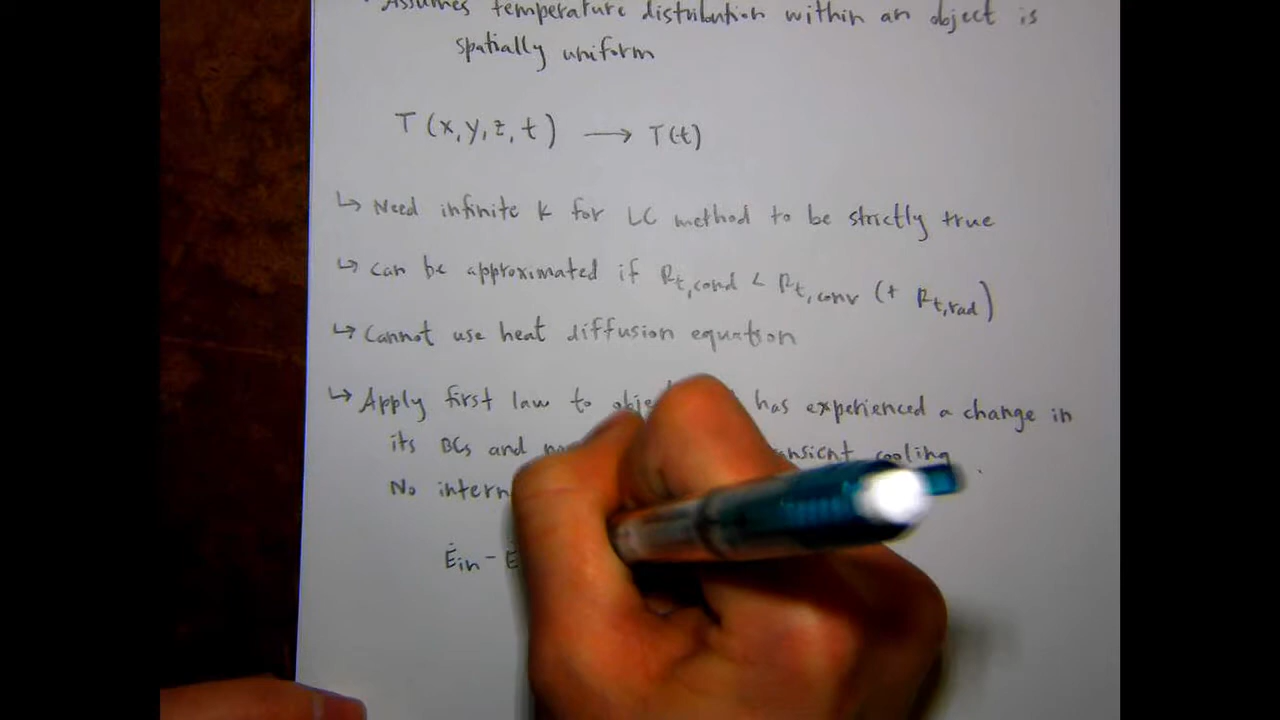 Assumes temperature distribution within an object is
spatially uniform
T (x,y,z,t) → T(t)
↳ Need infinite k for LC method to be strictly true
↳ Can be approximated if Rt,cond < Rt,conv (+ Rt,rad)
↳ Cannot use heat diffusion equation
↳ Apply first law to has experienced a change in
its BCs and cooling
No
Ėin - Ė